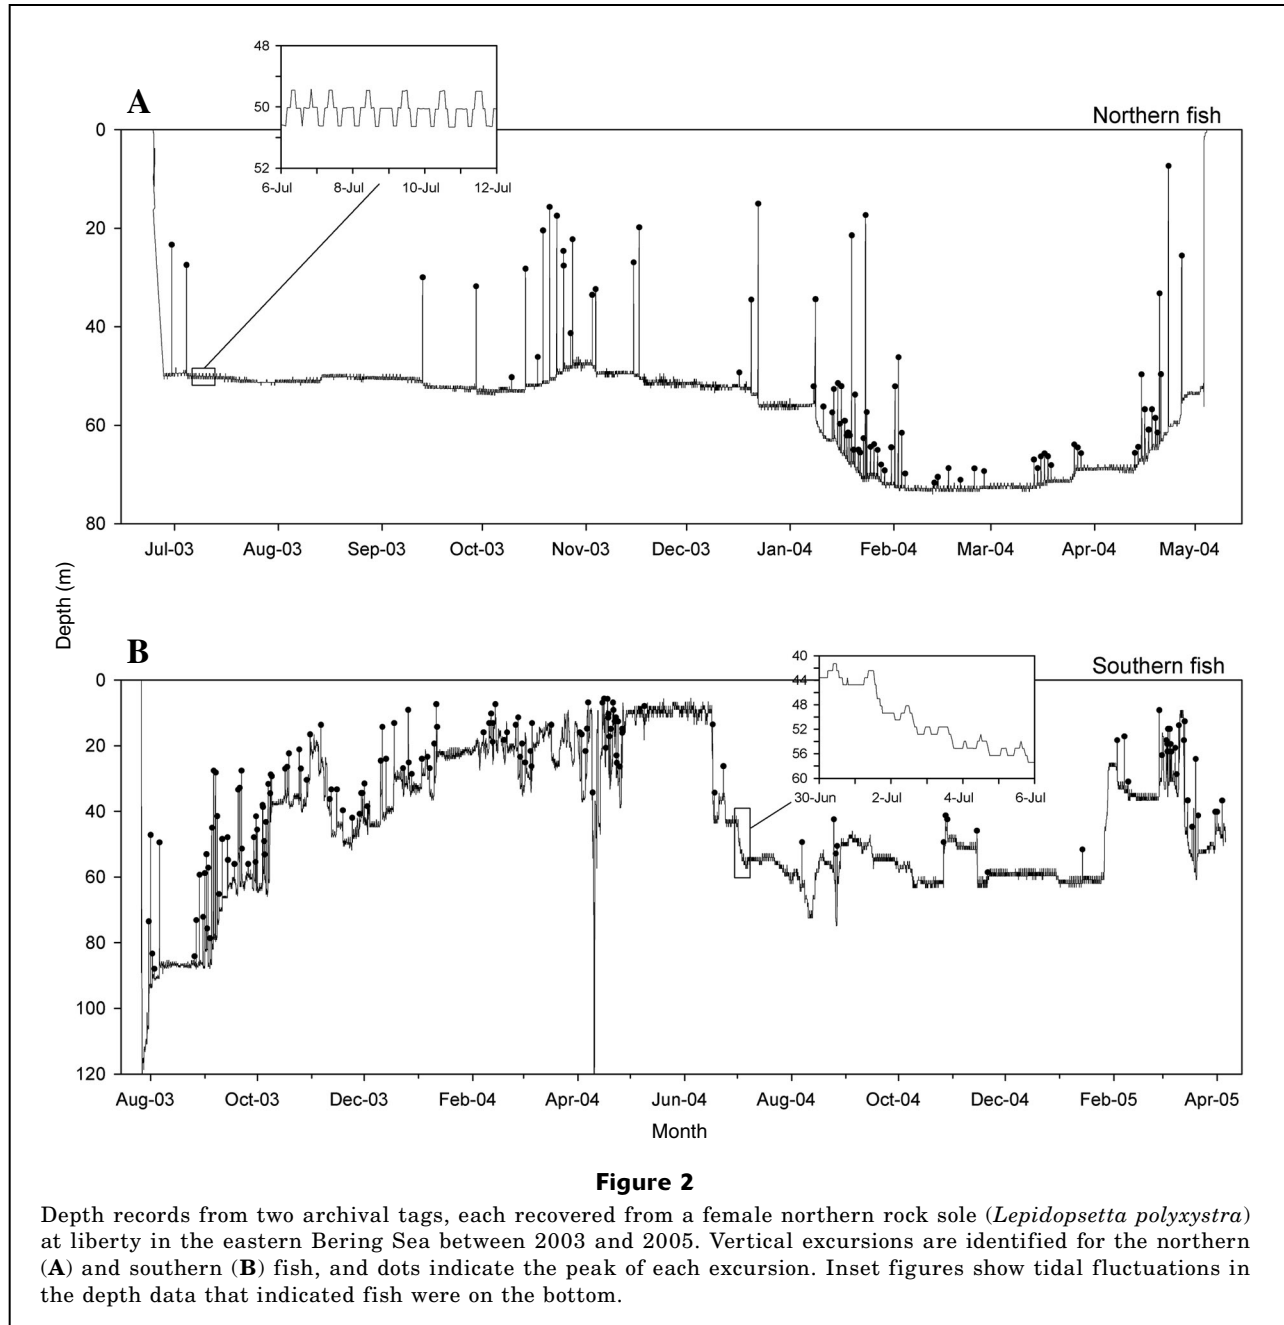 A
Northern fish
48
50
52
6-Jul 8-Jul 10-Jul 12-Jul
0
20
40
60
80
Jul-03 Aug-03 Sep-03 Oct-03 Nov-03 Dec-03 Jan-04 Feb-04 Mar-04 Apr-04 May-04
Depth (m)
B
Southern fish
40
44
48
52
56
60
30-Jun 2-Jul 4-Jul 6-Jul
0
20
40
60
80
100
120
Aug-03 Oct-03 Dec-03 Feb-04 Apr-04 Jun-04 Aug-04 Oct-04 Dec-04 Feb-05 Apr-05
Month
Figure 2
Depth records from two archival tags, each recovered from a female northern rock sole (Lepidopsetta polyxystra)
at liberty in the eastern Bering Sea between 2003 and 2005. Vertical excursions are identified for the northern
(A) and southern (B) fish, and dots indicate the peak of each excursion. Inset figures show tidal fluctuations in
the depth data that indicated fish were on the bottom.